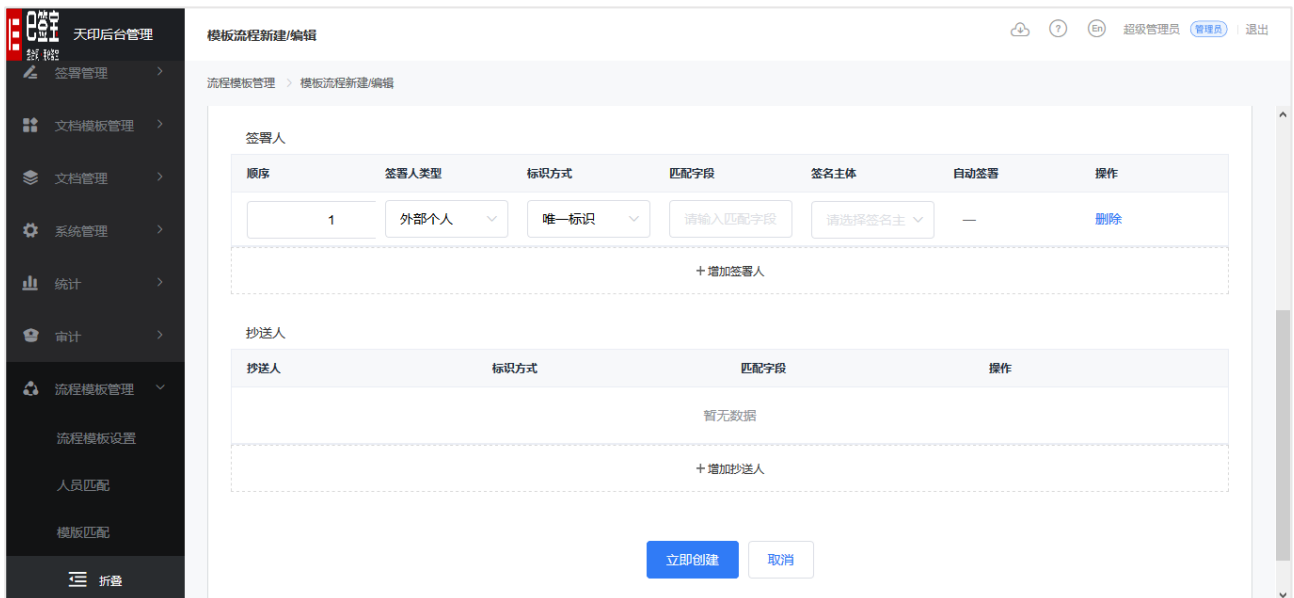 e签宝
天印后台管理
模板流程新建/编辑
En
超级管理员
管理员
退出
流程模板管理 > 模板流程新建/编辑
签署管理
文档模板管理
文档管理
系统管理
统计
审计
流程模板管理
流程模板设置
人员匹配
模版匹配
折叠
签署人
顺序 签署人类型 标识方式 匹配字段 签名主体 自动签署 操作
1 外部个人 唯一标识 请输入匹配字段 请选择签名主 — 删除
+ 增加签署人
抄送人
抄送人 标识方式 匹配字段 操作
暂无数据
+ 增加抄送人
立即创建 取消